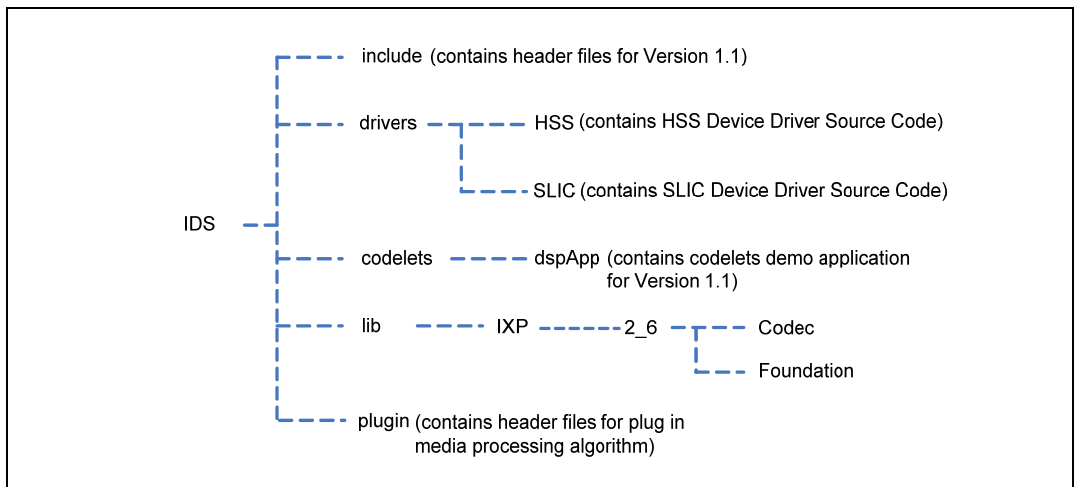 include (contains header files for Version 1.1)
drivers HSS (contains HSS Device Driver Source Code)
SLIC (contains SLIC Device Driver Source Code)
IDS
codelets dspApp (contains codelets demo application
for Version 1.1)
lib IXP 2_6 Codec
Foundation
plugin (contains header files for plug in
media processing algorithm)